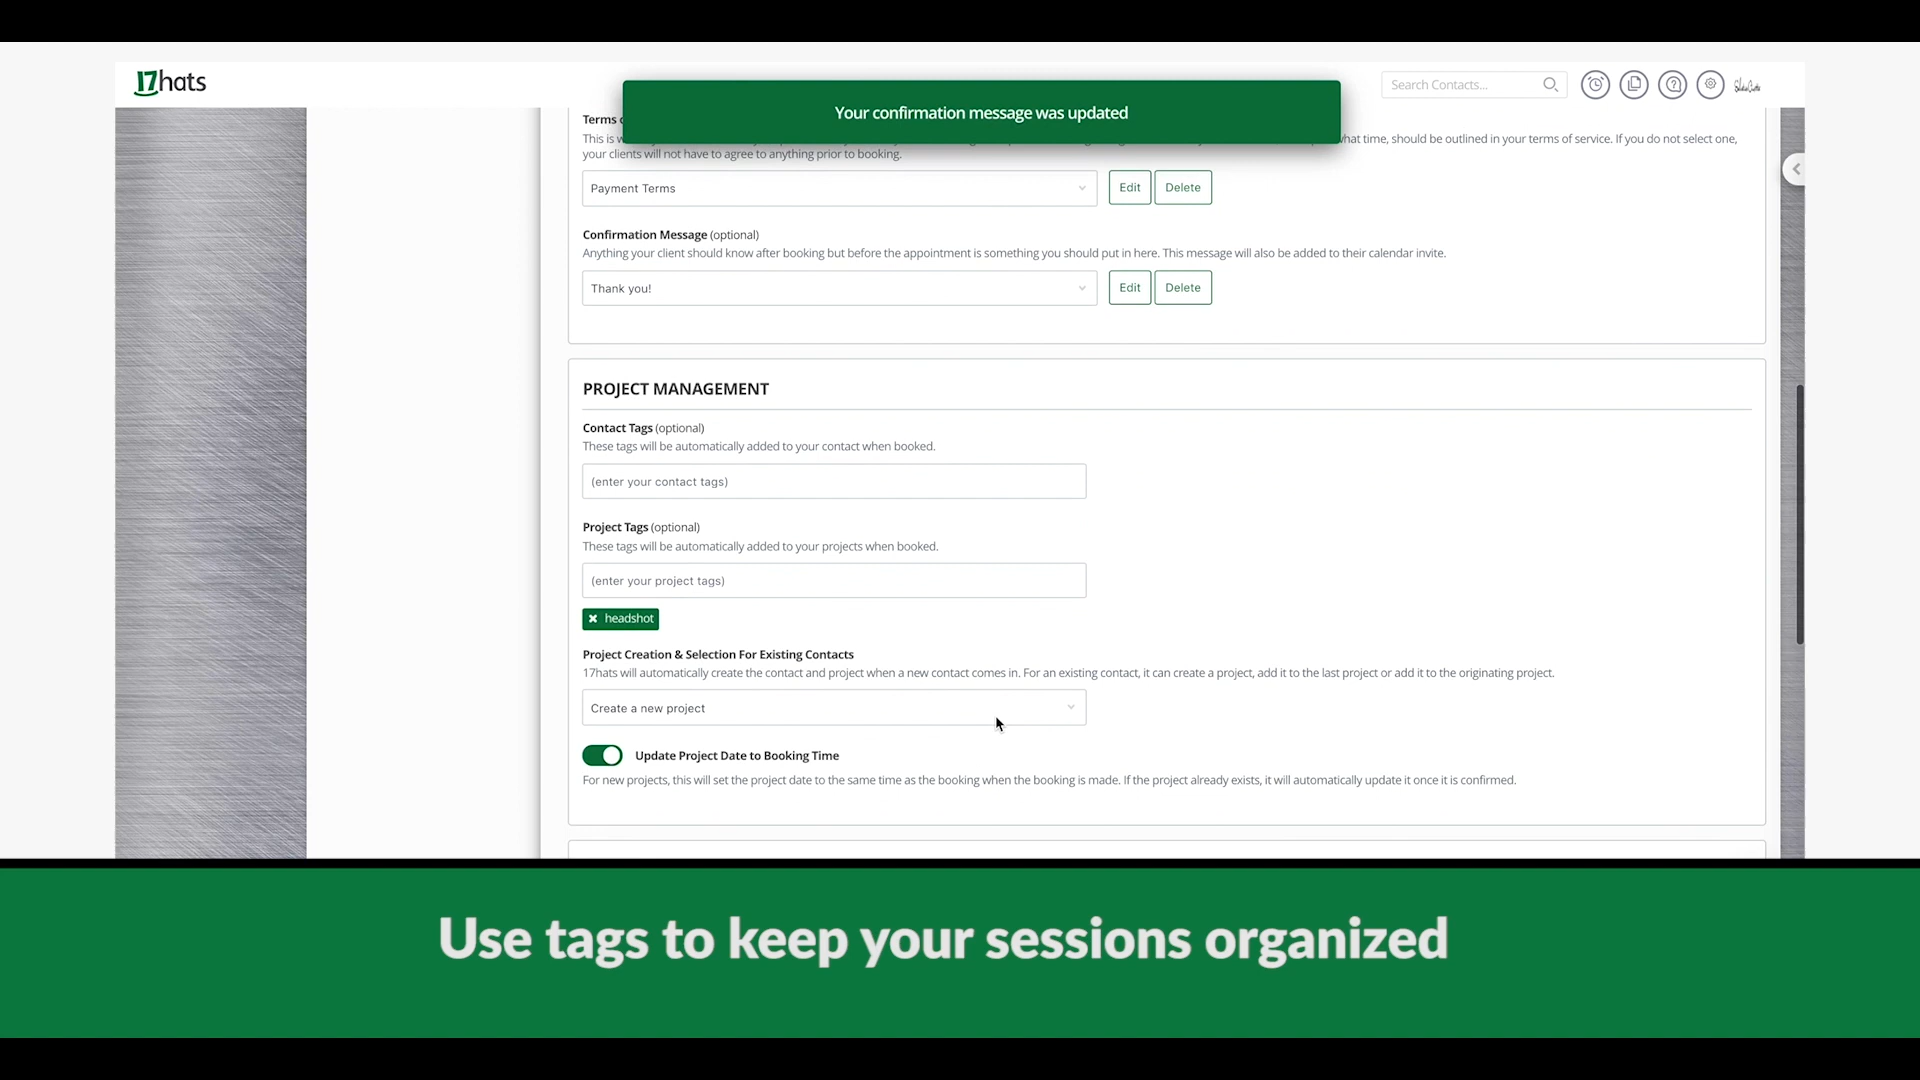 17hats
Your confirmation message was updated
Search Contacts...
Terms
This is
what time, should be outlined in your terms of service. If you do not select one,
your clients will not have to agree to anything prior to booking.
Payment Terms
Edit
Delete
Confirmation Message (optional)
Anything your client should know after booking but before the appointment is something you should put in here. This message will also be added to their calendar invite.
Thank you!
Edit
Delete
PROJECT MANAGEMENT
Contact Tags (optional)
These tags will be automatically added to your contact when booked.
(enter your contact tags)
Project Tags (optional)
These tags will be automatically added to your projects when booked.
(enter your project tags)
× headshot
Project Creation & Selection For Existing Contacts
17hats will automatically create the contact and project when a new contact comes in. For an existing contact, it can create a project, add it to the last project or add it to the originating project.
Create a new project
Update Project Date to Booking Time
For new projects, this will set the project date to the same time as the booking when the booking is made. If the project already exists, it will automatically update it once it is confirmed.
Use tags to keep your sessions organized